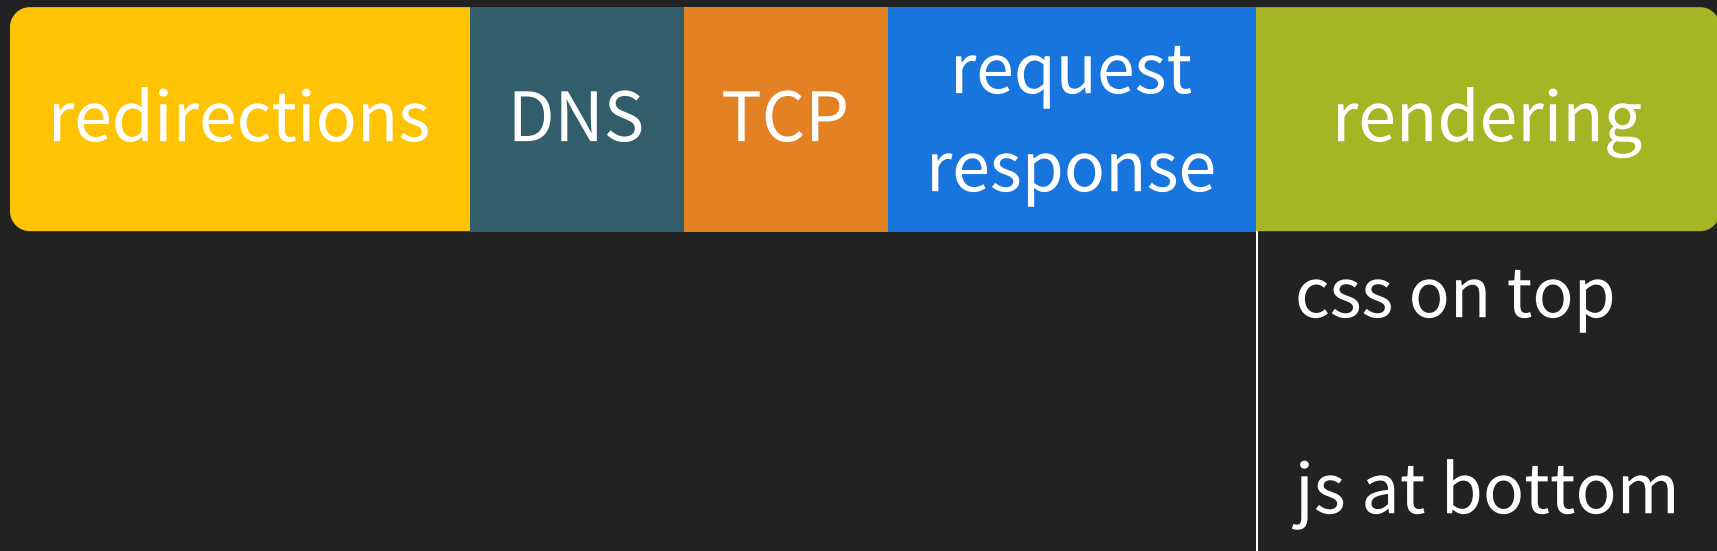 redirections
DNS
TCP
request
response
rendering
css on top
js at bottom